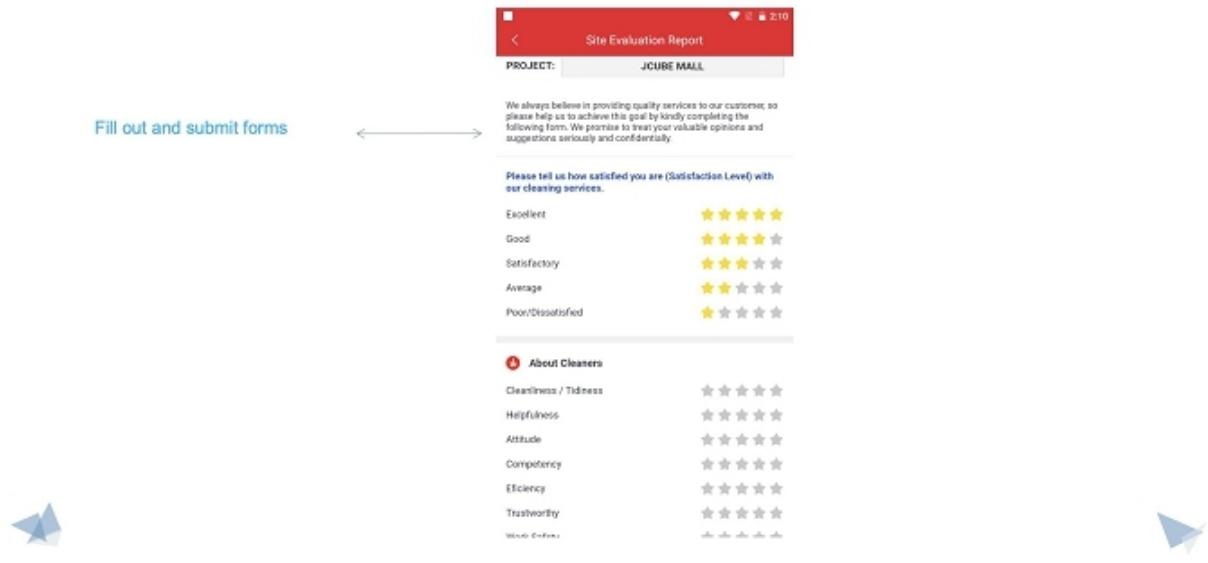 2:10
Site Evaluation Report
PROJECT: JCUBE MALL
We always believe in providing quality services to our customer, so
please help us to achieve this goal by kindly completing the
following form. We promise to treat your valuable opinions and
suggestions seriously and confidentially.
Fill out and submit forms
Please tell us how satisfied you are (Satisfaction Level) with
our cleaning services.
Excellent
Good
Satisfactory
Average
Poor/Dissatisfied
About Cleaners
Cleanliness / Tidiness
Helpfulness
Attitude
Competency
Eficiency
Trustworthy
Work Safety